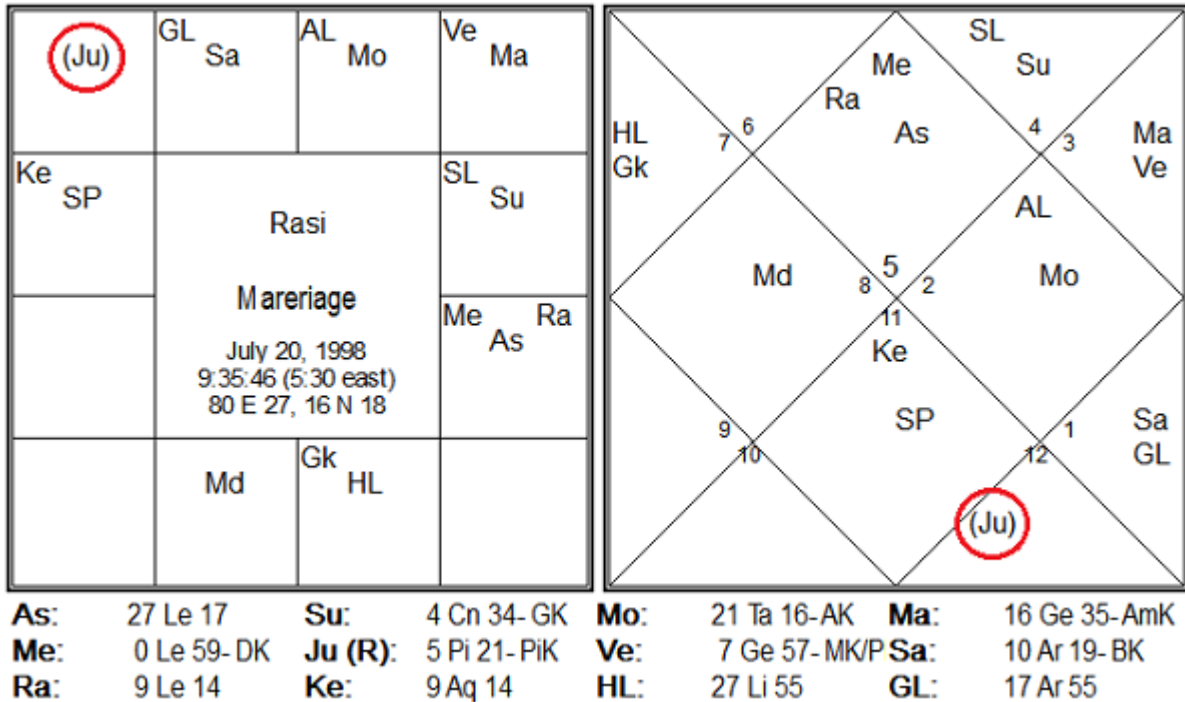 (Ju)
GL
Sa
AL
Mo
Ve
Ma
Ke
SP
SL
Su
Me
Ra
As
Md
Gk
HL
Rasi
Mareriage
July 20, 1998
9:35:46 (5:30 east)
80 E 27, 16 N 18
SL
Su
Me
Ra
As
6
7
4
3
HL
Gk
Ma
Ve
AL
Md
Mo
5
8
2
11
Ke
SP
9
10
1
12
Sa
GL
(Ju)
As: 27 Le 17 Su: 4 Cn 34- GK Mo: 21 Ta 16- AK Ma: 16 Ge 35- AmK
Me: 0 Le 59- DK Ju (R): 5 Pi 21- PiK Ve: 7 Ge 57- MK/P Sa: 10 Ar 19- BK
Ra: 9 Le 14 Ke: 9 Aq 14 HL: 27 Li 55 GL: 17 Ar 55